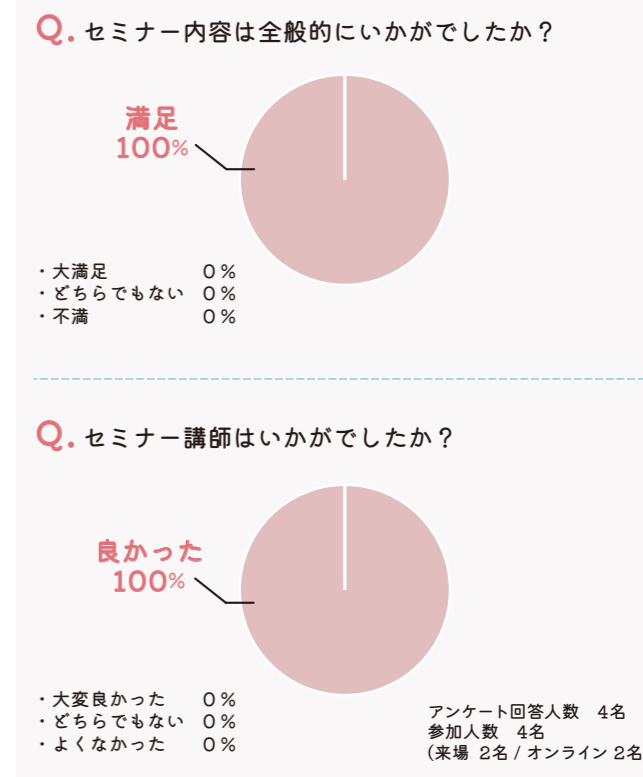 Q. セミナー内容は全般的にいかがでしたか？
満足
100%
・大満足 0%
・どちらでもない 0%
・不満 0%
Q. セミナー講師はいかがでしたか？
良かった
100%
・大変良かった 0%
・どちらでもない 0%
・よくなかった 0%
アンケート回答人数 4名
参加人数 4名
(来場 2名 / オンライン 2名